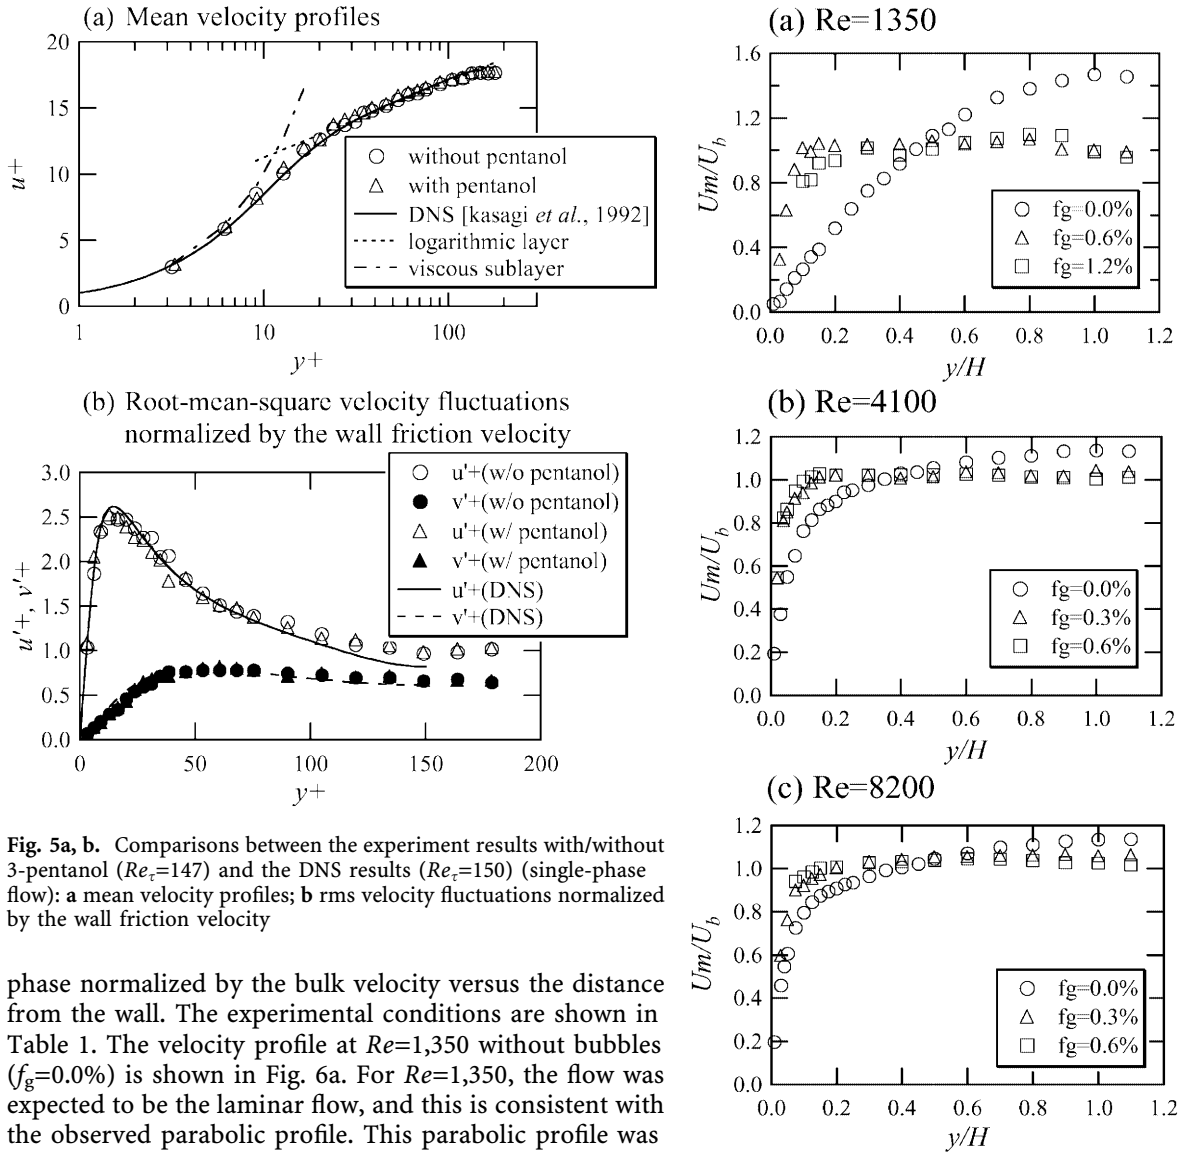 (a) Mean velocity profiles
20
15
10
5
0
u+
1
10
100
y+
without pentanol
with pentanol
DNS [kasagi et al., 1992]
logarithmic layer
viscous sublayer
(b) Root-mean-square velocity fluctuations
normalized by the wall friction velocity
3.0
2.5
2.0
1.5
1.0
0.5
0.0
u'+, v'+
0
50
100
150
200
y+
u'+(w/o pentanol)
v'+(w/o pentanol)
u'+(w/ pentanol)
v'+(w/ pentanol)
u'+(DNS)
v'+(DNS)
Fig. 5a, b. Comparisons between the experiment results with/without
3-pentanol (Reτ=147) and the DNS results (Reτ=150) (single-phase
flow): a mean velocity profiles; b rms velocity fluctuations normalized
by the wall friction velocity
phase normalized by the bulk velocity versus the distance
from the wall. The experimental conditions are shown in
Table 1. The velocity profile at Re=1,350 without bubbles
(fg=0.0%) is shown in Fig. 6a. For Re=1,350, the flow was
expected to be the laminar flow, and this is consistent with
the observed parabolic profile. This parabolic profile was
(a) Re=1350
1.6
1.2
0.8
0.4
0.0
Um/Ub
0.0
0.2
0.4
0.6
0.8
1.0
1.2
y/H
fg=0.0%
fg=0.6%
fg=1.2%
(b) Re=4100
1.2
1.0
0.8
0.6
0.4
0.2
0.0
Um/Ub
0.0
0.2
0.4
0.6
0.8
1.0
1.2
y/H
fg=0.0%
fg=0.3%
fg=0.6%
(c) Re=8200
1.2
1.0
0.8
0.6
0.4
0.2
0.0
Um/Ub
0.0
0.2
0.4
0.6
0.8
1.0
1.2
y/H
fg=0.0%
fg=0.3%
fg=0.6%